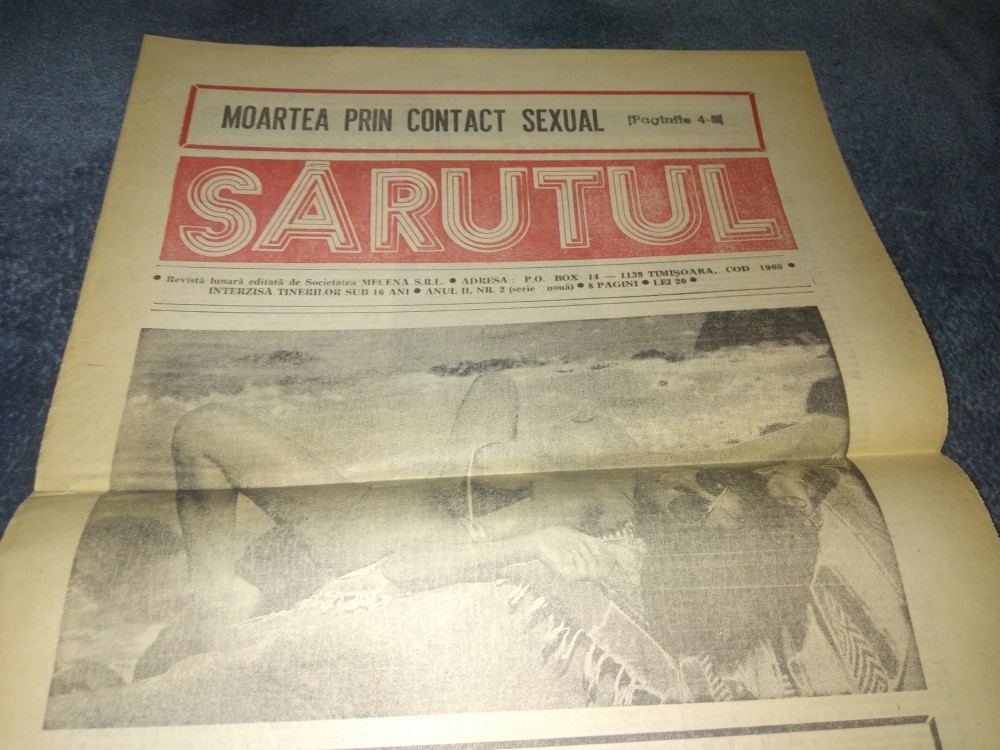 MOARTEA PRIN CONTACT SEXUAL [Paginile 4-5]
SĂRUTUL
● Revistă lunară editată de Societatea MECENA S.R.L. ● ADRESA : P.O. BOX 14 — 1139 TIMIȘOARA, COD 1900 ●
INTERZISĂ TINERILOR SUB 16 ANI ● ANUL II, NR. 2 (serie nouă) ● 8 PAGINI ● LEI 20 ●